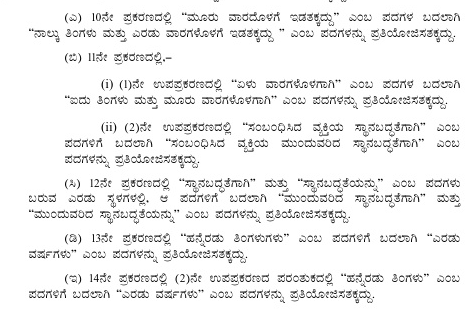 (ಎ) 10ನೇ ಪ್ರಕರಣದಲ್ಲಿ “ಮೂರು ವಾರದೊಳಗೆ ಇಡತಕ್ಕದ್ದು” ಎಂಬ ಪದಗಳ ಬದಲಾಗಿ
“ನಾಲ್ಕು ತಿಂಗಳು ಮತ್ತು ಎರಡು ವಾರಗಳೊಳಗೆ ಇಡತಕ್ಕದ್ದು ” ಎಂಬ ಪದಗಳನ್ನು ಪ್ರತಿಯೋಜಿಸತಕ್ಕದ್ದು.
(ಬಿ) 11ನೇ ಪ್ರಕರಣದಲ್ಲಿ,–
(i) (1)ನೇ ಉಪಪ್ರಕರಣದಲ್ಲಿ “ಏಳು ವಾರಗಳೊಳಗಾಗಿ” ಎಂಬ ಪದಗಳ ಬದಲಾಗಿ
“ಐದು ತಿಂಗಳು ಮತ್ತು ಮೂರು ವಾರಗಳೊಳಗಾಗಿ” ಎಂಬ ಪದಗಳನ್ನು ಪ್ರತಿಯೋಜಿಸತಕ್ಕದ್ದು.
(ii) (2)ನೇ ಉಪಪ್ರಕರಣದಲ್ಲಿ “ಸಂಬಂಧಿಸಿದ ವ್ಯಕ್ತಿಯ ಸ್ಥಾನಬದ್ಧತೆಗಾಗಿ” ಎಂಬ
ಪದಗಳಿಗೆ ಬದಲಾಗಿ “ಸಂಬಂಧಿಸಿದ ವ್ಯಕ್ತಿಯ ಮುಂದುವರಿದ ಸ್ಥಾನಬದ್ಧತೆಗಾಗಿ” ಎಂಬ
ಪದಗಳನ್ನು ಪ್ರತಿಯೋಜಿಸತಕ್ಕದ್ದು.
(ಸಿ) 12ನೇ ಪ್ರಕರಣದಲ್ಲಿ “ಸ್ಥಾನಬದ್ಧತೆಗಾಗಿ” ಮತ್ತು “ಸ್ಥಾನಬದ್ಧತೆಯನ್ನು” ಎಂಬ ಪದಗಳು
ಬರುವ ಎರಡು ಸ್ಥಳಗಳಲ್ಲಿ, ಆ ಪದಗಳಿಗೆ ಬದಲಾಗಿ “ಮುಂದುವರಿದ ಸ್ಥಾನಬದ್ಧತೆಗಾಗಿ” ಮತ್ತು
“ಮುಂದುವರಿದ ಸ್ಥಾನಬದ್ಧತೆಯನ್ನು” ಎಂಬ ಪದಗಳನ್ನು ಪ್ರತಿಯೋಜಿಸತಕ್ಕದ್ದು.
(ಡಿ) 13ನೇ ಪ್ರಕರಣದಲ್ಲಿ “ಹನ್ನೆರಡು ತಿಂಗಳುಗಳು” ಎಂಬ ಪದಗಳಿಗೆ ಬದಲಾಗಿ “ಎರಡು
ವರ್ಷಗಳು” ಎಂಬ ಪದಗಳನ್ನು ಪ್ರತಿಯೋಜಿಸತಕ್ಕದ್ದು.
(ಇ) 14ನೇ ಪ್ರಕರಣದಲ್ಲಿ (2)ನೇ ಉಪಪ್ರಕರಣದ ಪರಂತುಕದಲ್ಲಿ “ಹನ್ನೆರಡು ತಿಂಗಳು” ಎಂಬ
ಪದಗಳಿಗೆ ಬದಲಾಗಿ “ಎರಡು ವರ್ಷಗಳು” ಎಂಬ ಪದಗಳನ್ನು ಪ್ರತಿಯೋಜಿಸತಕ್ಕದ್ದು.